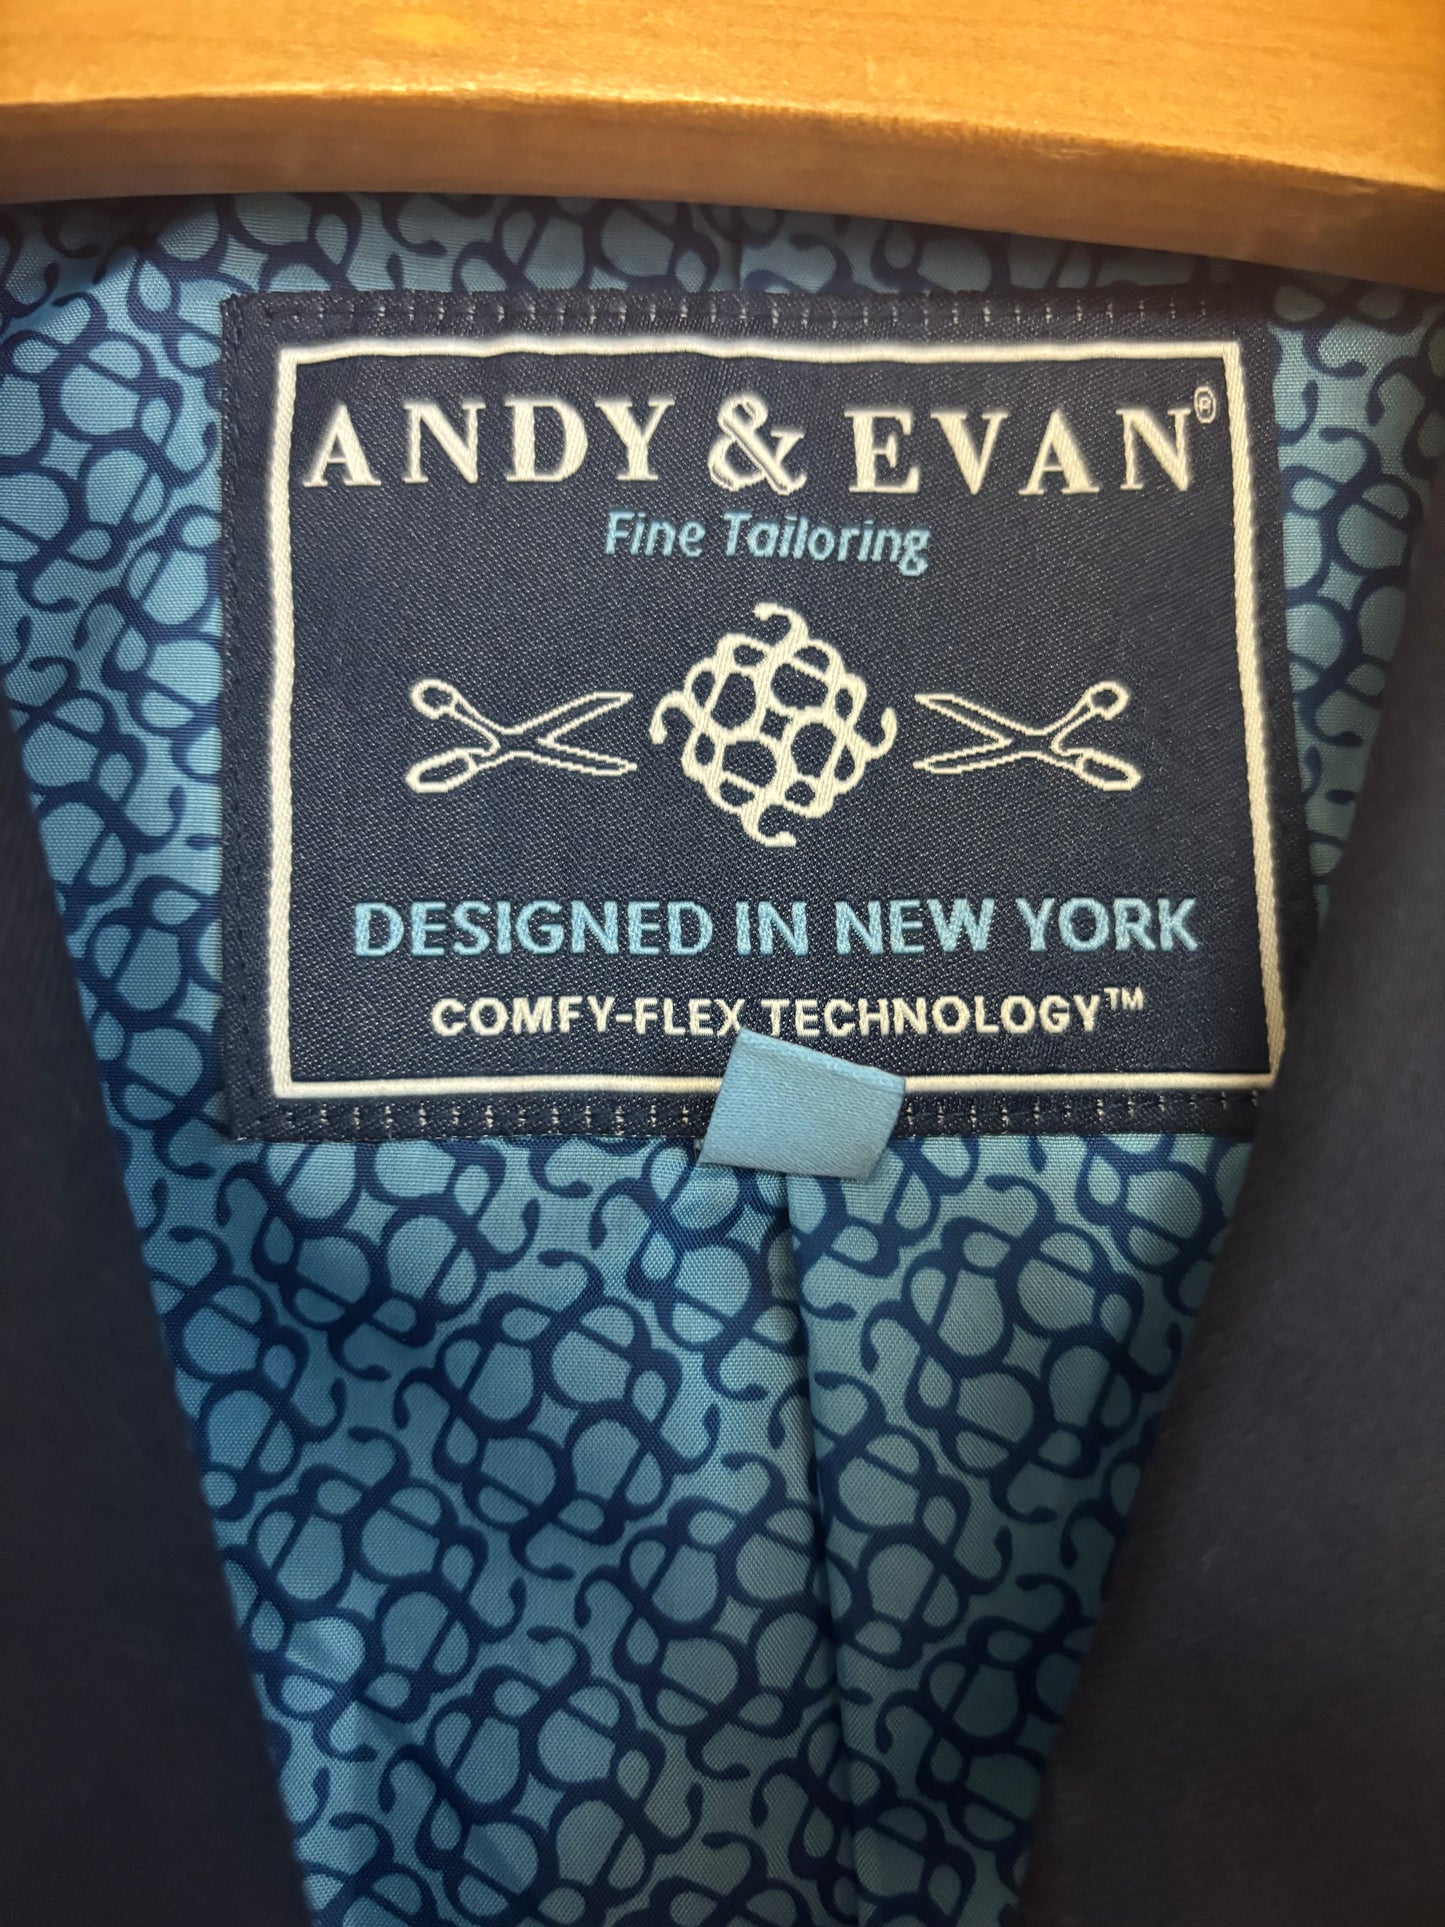 ANDY & EVAN®
Fine Tailoring
DESIGNED IN NEW YORK
COMFY-FLEX TECHNOLOGY™